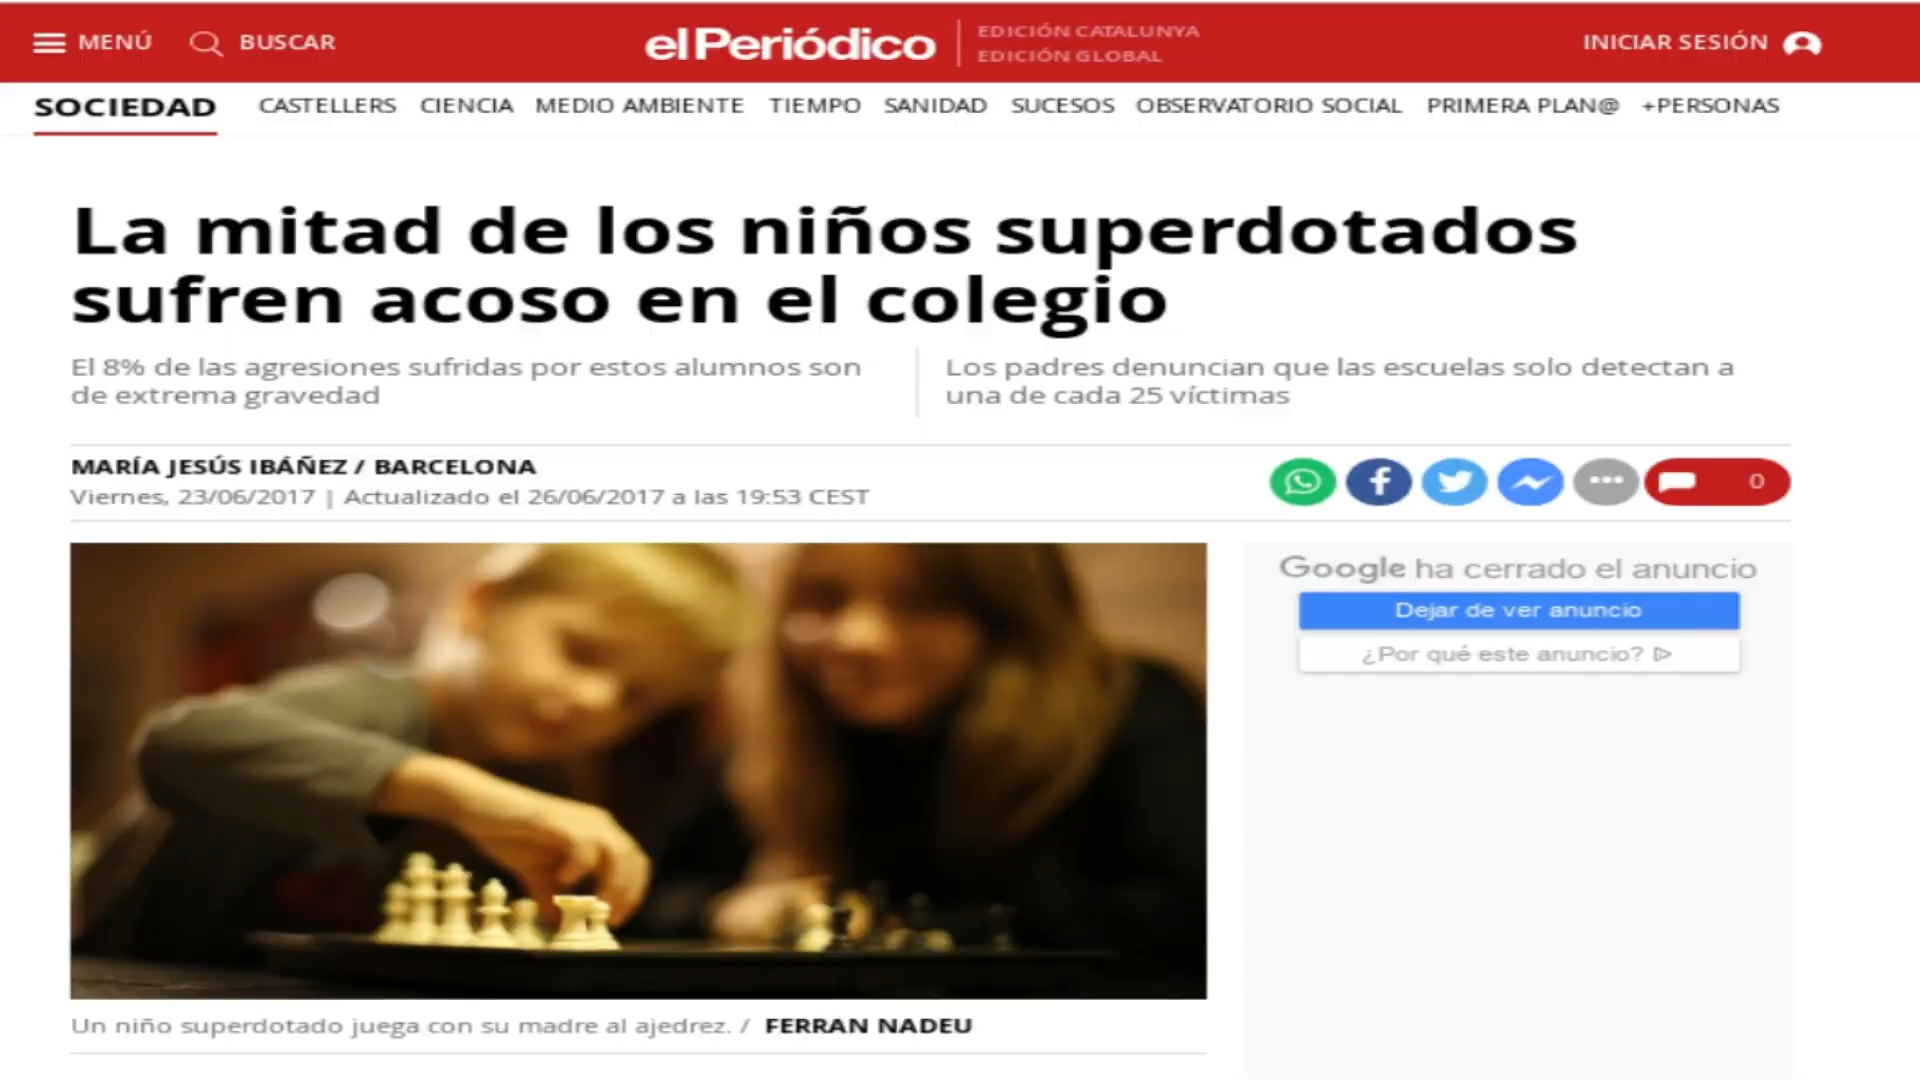 MENÚ
BUSCAR
elPeriódico
EDICIÓN CATALUNYA
EDICIÓN GLOBAL
INICIAR SESIÓN
SOCIEDAD CASTELLERS CIENCIA MEDIO AMBIENTE TIEMPO SANIDAD SUCESOS OBSERVATORIO SOCIAL PRIMERA PLAN@ +PERSONAS
La mitad de los niños superdotados
sufren acoso en el colegio
El 8% de las agresiones sufridas por estos alumnos son
de extrema gravedad
Los padres denuncian que las escuelas solo detectan a
una de cada 25 víctimas
MARÍA JESÚS IBÁÑEZ / BARCELONA
Viernes, 23/06/2017 | Actualizado el 26/06/2017 a las 19:53 CEST
0
Google ha cerrado el anuncio
Dejar de ver anuncio
¿Por qué este anuncio?
Un niño superdotado juega con su madre al ajedrez. / FERRAN NADEU